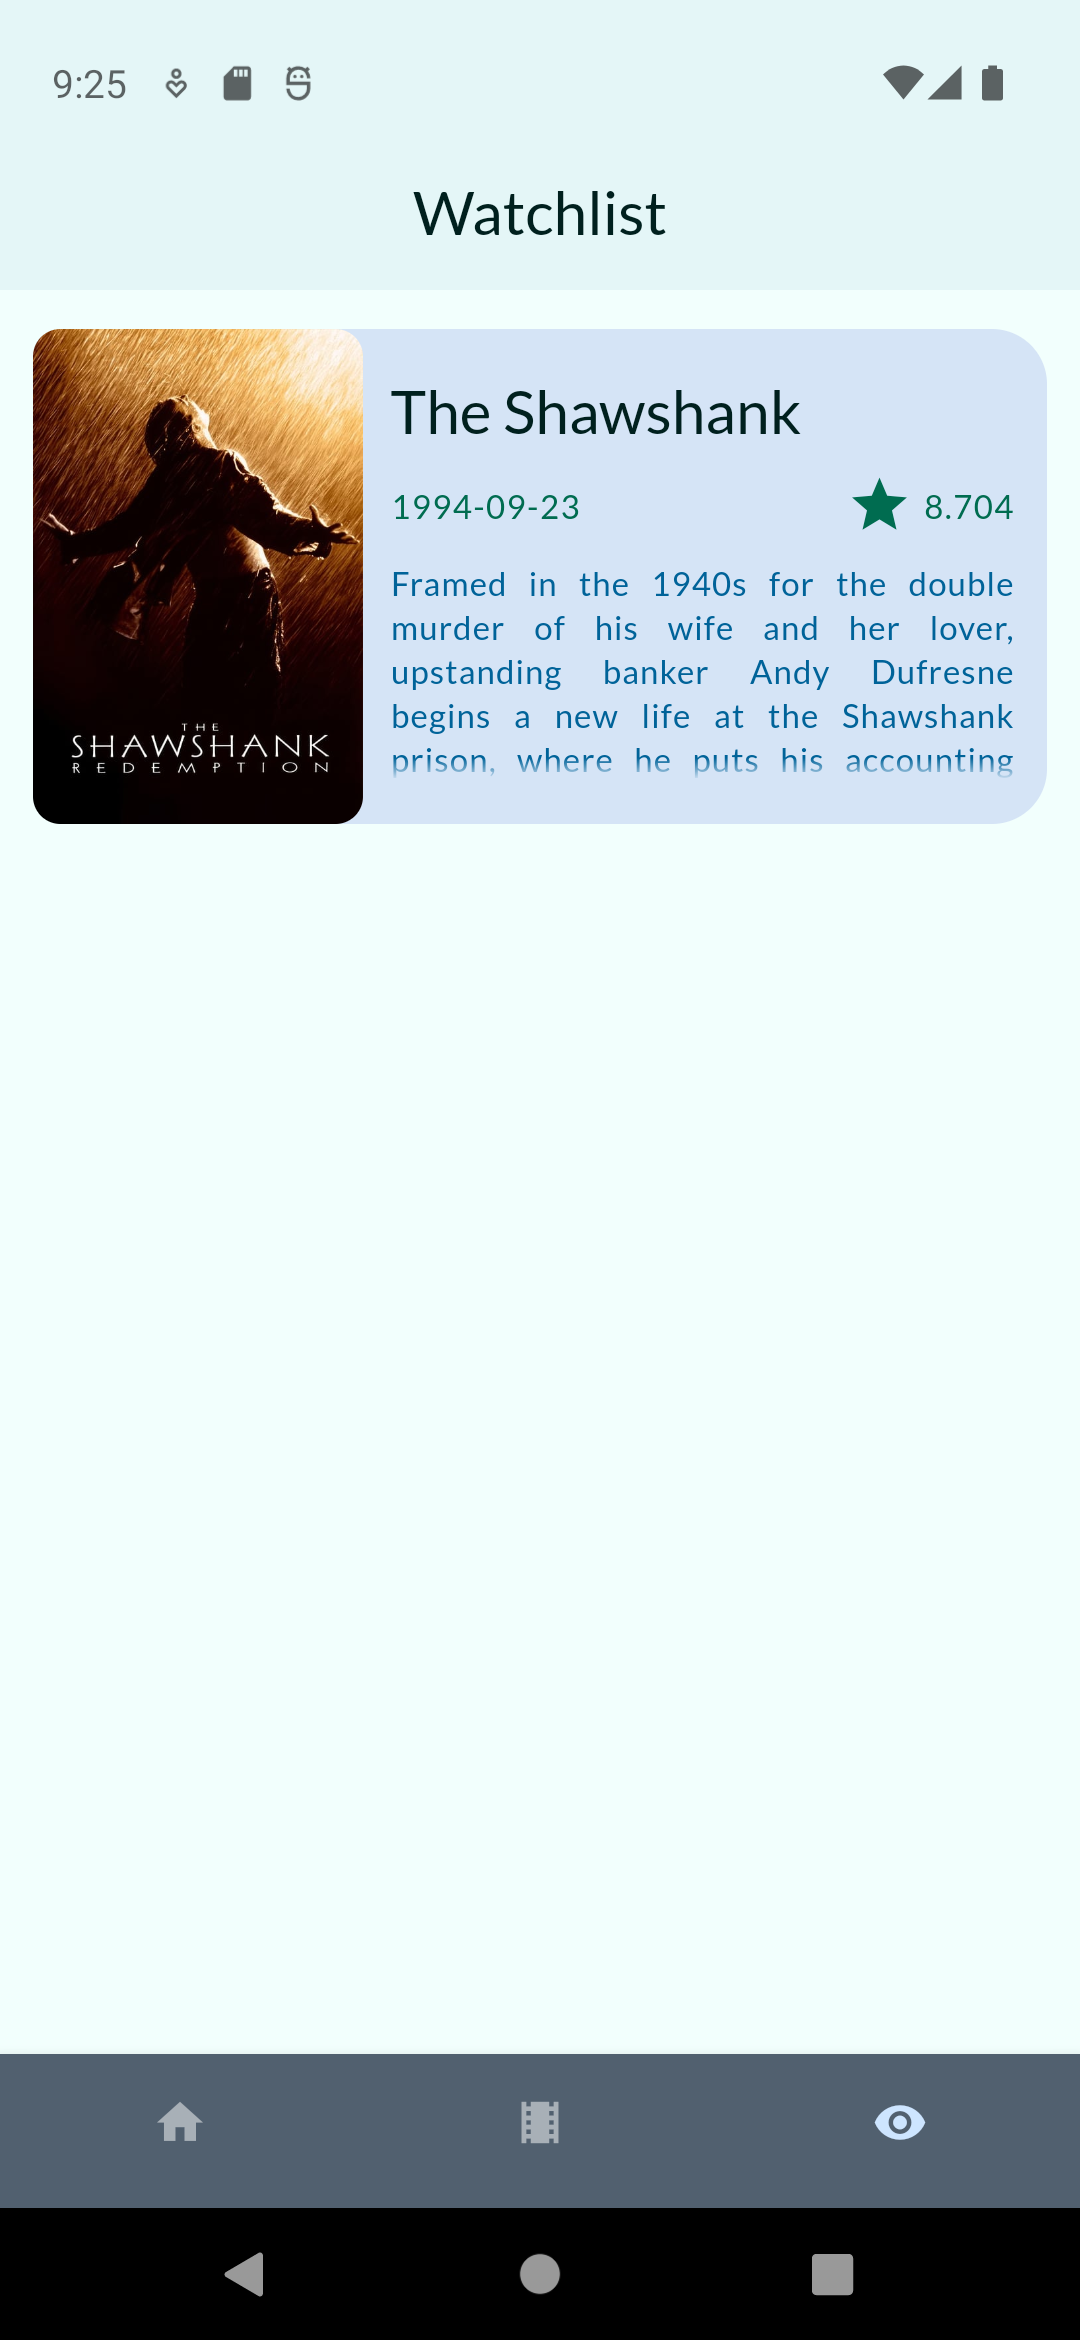 9:25
Watchlist
THE
SHAWSHANK
REDEMPTION
The Shawshank
1994-09-23
8.704
Framed in the 1940s for the double
murder of his wife and her lover,
upstanding banker Andy Dufresne
begins a new life at the Shawshank
prison, where he puts his accounting